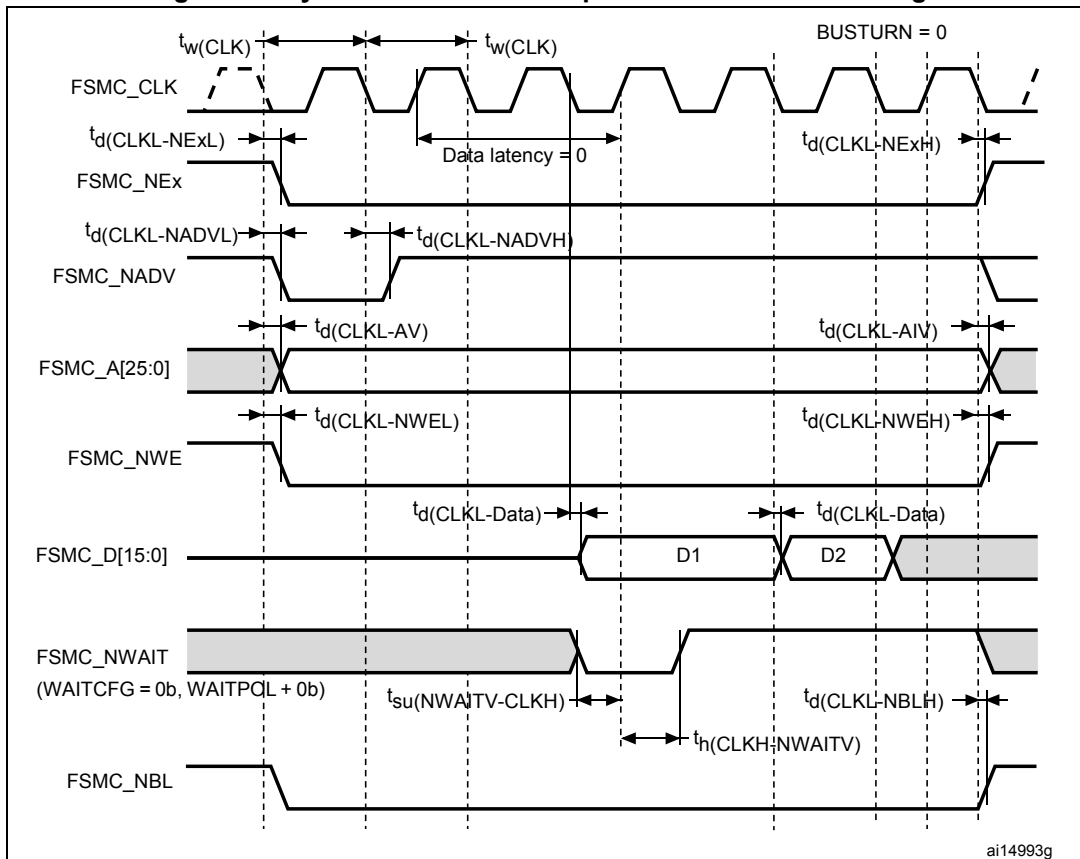 BUSTURN = 0
tw(CLK) tw(CLK)
FSMC_CLK
td(CLKL-NExL) td(CLKL-NExH)
Data latency = 0
FSMC_NEx
td(CLKL-NADVL) td(CLKL-NADVH)
FSMC_NADV
td(CLKL-AV) td(CLKL-AIV)
FSMC_A[25:0]
td(CLKL-NWEL) td(CLKL-NWEH)
FSMC_NWE
td(CLKL-Data) td(CLKL-Data)
FSMC_D[15:0] D1 D2
FSMC_NWAIT
(WAITCFG = 0b, WAITPOL + 0b) tsu(NWAITV-CLKH) td(CLKL-NBLH)
th(CLKH-NWAITV)
FSMC_NBL
ai14993g